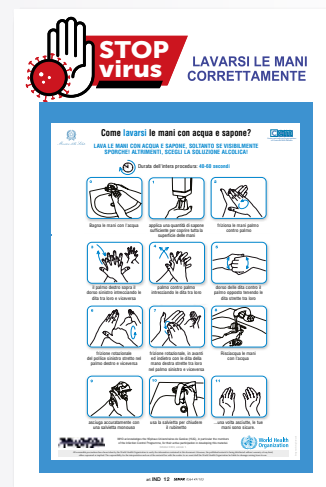 STOP
virus
LAVARSI LE MANI
CORRETTAMENTE
Come lavarsi le mani con acqua e sapone?
LAVA LE MANI CON ACQUA E SAPONE, SOLTANTO SE VISIBILMENTE
SPORCHE! ALTRIMENTI, SCEGLI LA SOLUZIONE ALCOLICA!
Durata dell'intera procedura: 40-60 secondi
Bagna le mani con l'acqua
applica una quantità di sapone
sufficiente per coprire tutta la
superficie delle mani
friziona le mani palmo
contro palmo
il palmo destro sopra il
dorso sinistro intrecciando le
dita tra loro e viceversa
palmo contro palmo
intrecciando le dita tra loro
dorso delle dita contro il
palmo opposto tenendo le
dita strette tra loro
frizione rotazionale
del pollice sinistro stretto nel
palmo destro e viceversa
frizione rotazionale, in avanti
ed indietro con le dita della
mano destra strette tra loro
nel palmo sinistro e viceversa
Risciacqua le mani
con l'acqua
asciuga accuratamente con
una salvietta monouso
usa la salvietta per chiudere
il rubinetto
...una volta asciutte, le tue
mani sono sicure.
World Health
Organization
IND 12